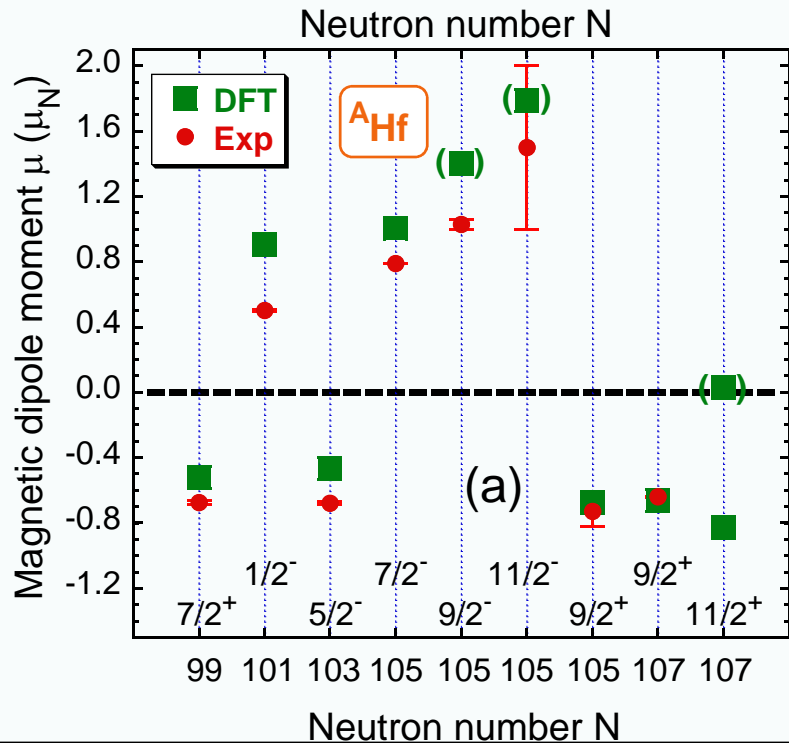 Neutron number N
Magnetic dipole moment μ (μ_N)
2.0
1.6
1.2
0.8
0.4
0.0
-0.4
-0.8
-1.2
DFT
Exp
^AHf
( )
( )
( )
(a)
1/2^- 7/2^- 11/2^- 9/2^+
7/2^+ 5/2^- 9/2^- 9/2^+ 11/2^+
99 101 103 105 105 105 105 107 107
Neutron number N